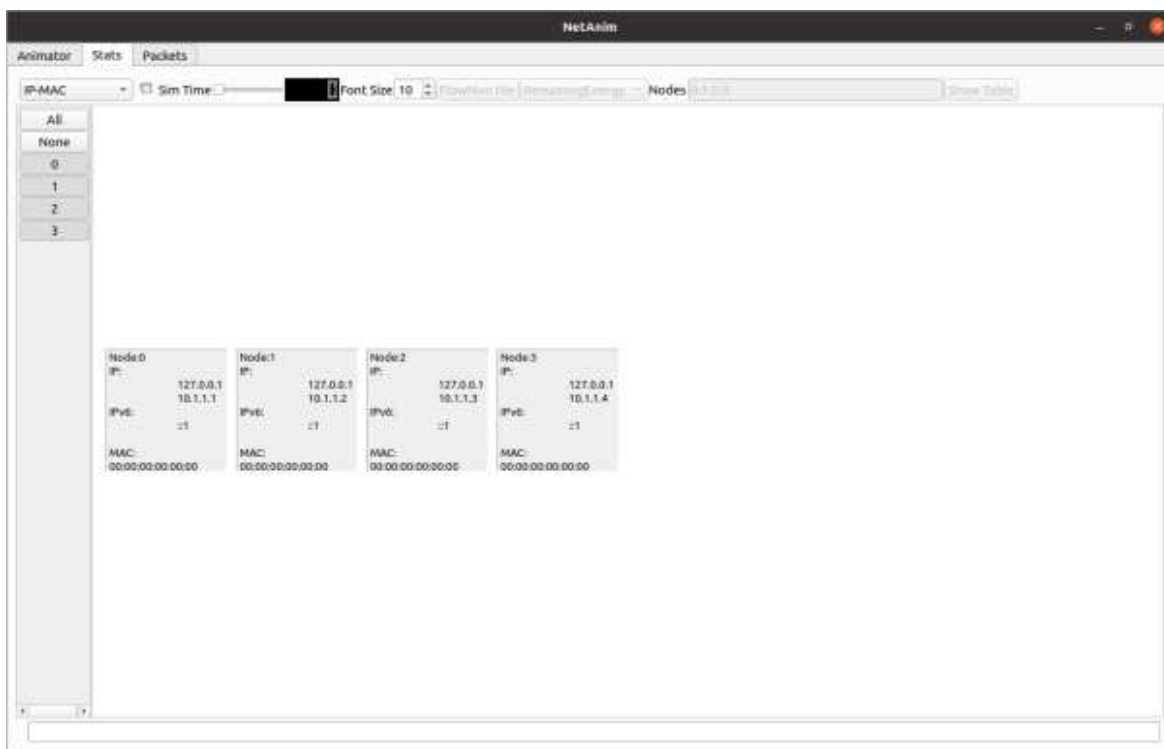 NetAnim
Animator Stats Packets
IP-MAC Sim Time Font Size 10 FlowMon file RemainingEnergy Nodes Show Table
All
None
0
1
2
3
Node:0 Node:1 Node:2 Node:3
IP: IP: IP: IP:
127.0.0.1 127.0.0.1 127.0.0.1 127.0.0.1
10.1.1.1 10.1.1.2 10.1.1.3 10.1.1.4
IPv6: IPv6: IPv6: IPv6:
::1 ::1 ::1 ::1
MAC: MAC: MAC: MAC:
00:00:00:00:00:00 00:00:00:00:00:00 00:00:00:00:00:00 00:00:00:00:00:00